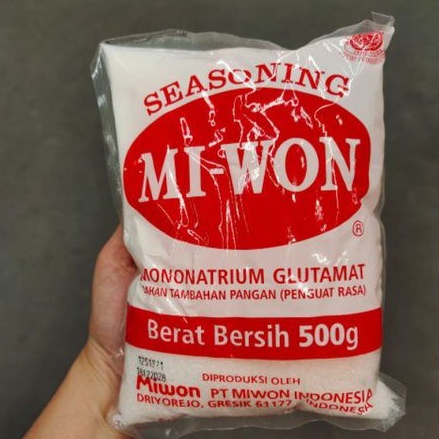 SEASONING
MI-WON
®
MONONATRIUM GLUTAMAT
BAHAN TAMBAHAN PANGAN (PENGUAT RASA)
Berat Bersih 500g
DIPRODUKSI OLEH
Miwon PT MIWON INDONESIA
DRIYOREJO, GRESIK 61177 - INDONESIA